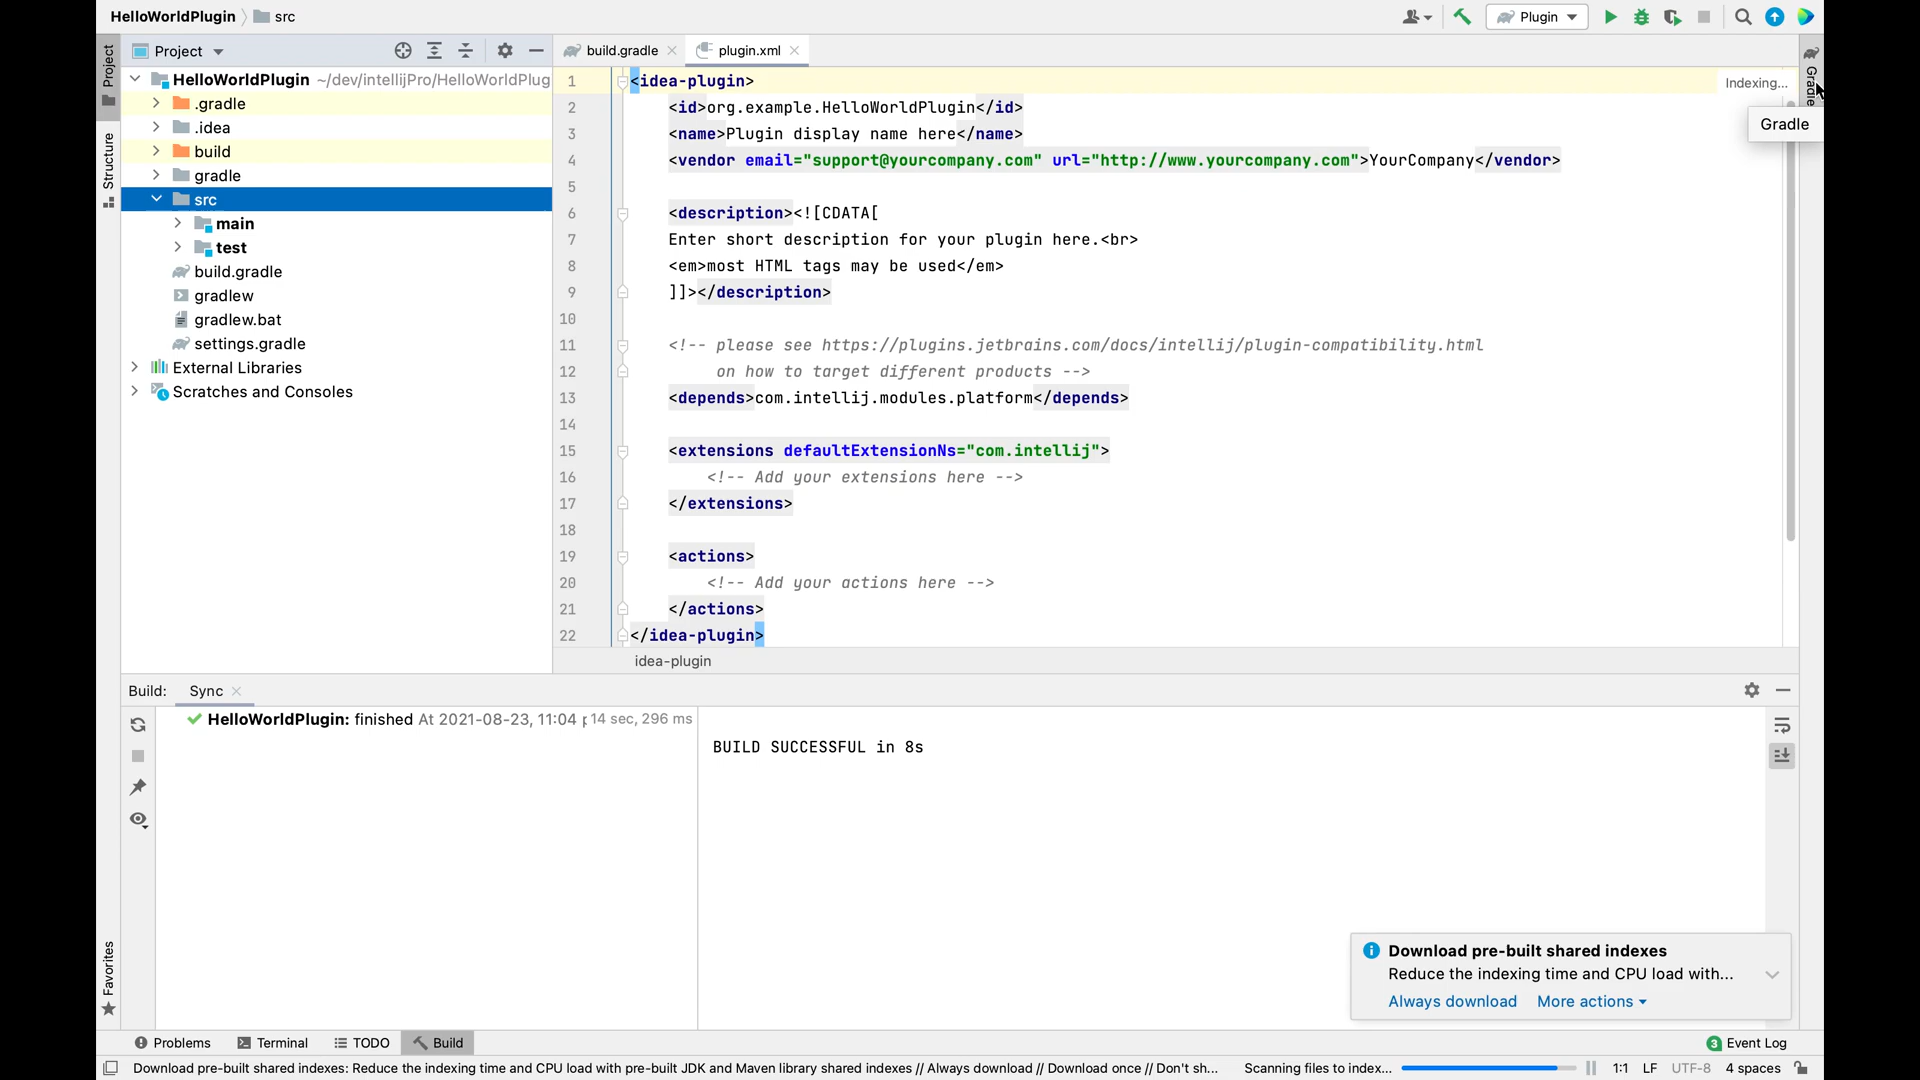 HelloWorldPlugin src
Plugin
Project
build.gradle
plugin.xml
Project
HelloWorldPlugin ~/dev/intellijPro/HelloWorldPlug
.gradle
.idea
build
gradle
src
main
test
build.gradle
gradlew
gradlew.bat
settings.gradle
External Libraries
Scratches and Consoles
Structure
Favorites
1 <idea-plugin>
2 <id>org.example.HelloWorldPlugin</id>
3 <name>Plugin display name here</name>
4 <vendor email="support@yourcompany.com" url="http://www.yourcompany.com">YourCompany</vendor>
5
6 <description><![CDATA[
7 Enter short description for your plugin here.<br>
8 <em>most HTML tags may be used</em>
9 ]]></description>
10
11 <!-- please see https://plugins.jetbrains.com/docs/intellij/plugin-compatibility.html
12 on how to target different products -->
13 <depends>com.intellij.modules.platform</depends>
14
15 <extensions defaultExtensionNs="com.intellij">
16 <!-- Add your extensions here -->
17 </extensions>
18
19 <actions>
20 <!-- Add your actions here -->
21 </actions>
22 </idea-plugin>
Indexing...
Gradle
Gradle
idea-plugin
Build: Sync
HelloWorldPlugin: finished At 2021-08-23, 11:04 14 sec, 296 ms
BUILD SUCCESSFUL in 8s
Download pre-built shared indexes
Reduce the indexing time and CPU load with...
Always download More actions
Problems Terminal TODO Build
3 Event Log
Download pre-built shared indexes: Reduce the indexing time and CPU load with pre-built JDK and Maven library shared indexes // Always download // Download once // Don't sh... Scanning files to index... 1:1 LF UTF-8 4 spaces